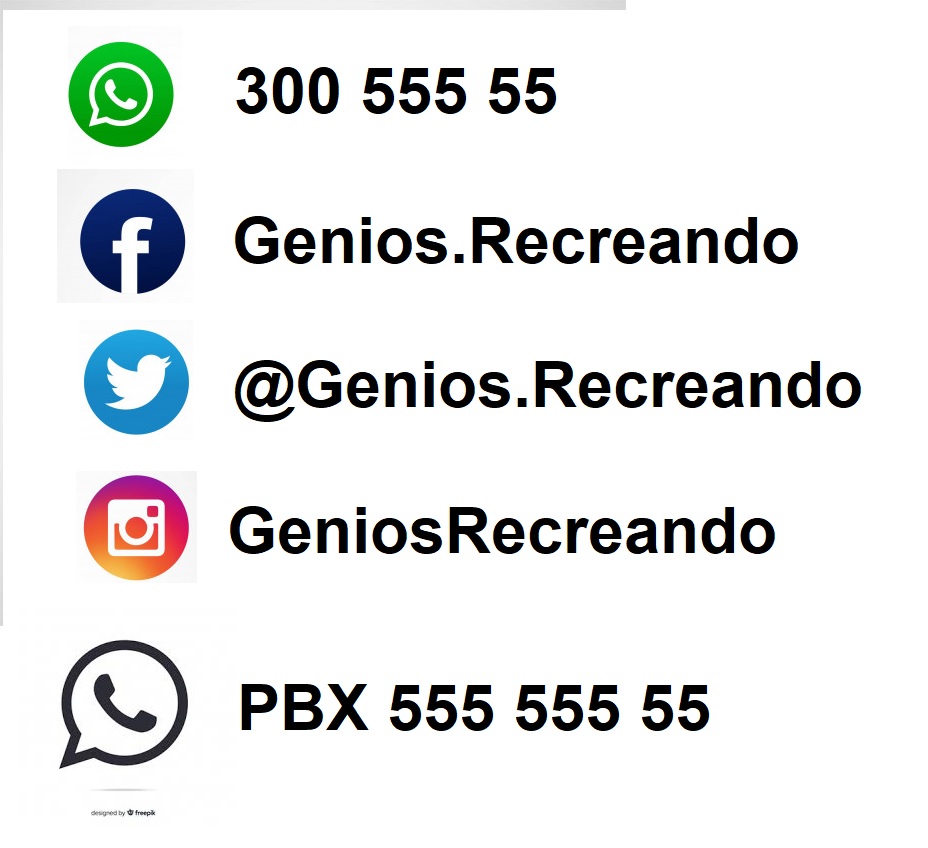 300 555 55
Genios.Recreando
@Genios.Recreando
GeniosRecreando
PBX 555 555 55
designed by freepik